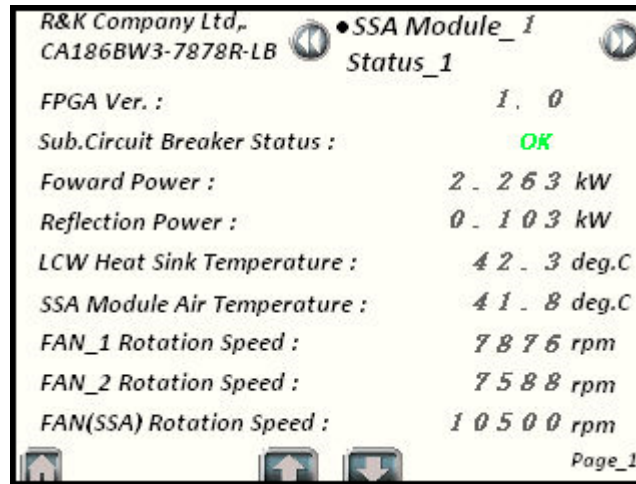 R&K Company Ltd,.
CA186BW3-7878R-LB
●SSA Module_ 1
Status_1
FPGA Ver. : 1. 0
Sub.Circuit Breaker Status : OK
Foward Power : 2. 263 kW
Reflection Power : 0. 103 kW
LCW Heat Sink Temperature : 42. 3 deg.C
SSA Module Air Temperature : 41. 8 deg.C
FAN_1 Rotation Speed : 7876 rpm
FAN_2 Rotation Speed : 7588 rpm
FAN(SSA) Rotation Speed : 10500 rpm
Page_1